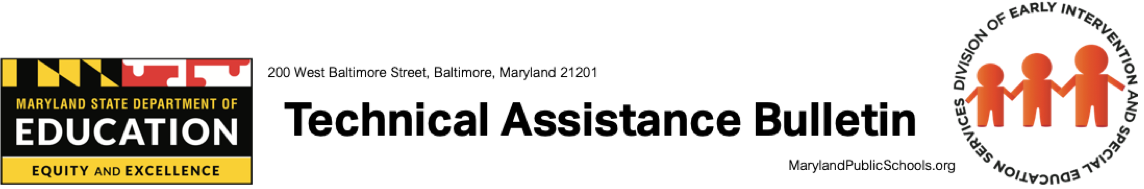 MARYLAND STATE DEPARTMENT OF
EDUCATION
EQUITY AND EXCELLENCE
200 West Baltimore Street, Baltimore, Maryland 21201
Technical Assistance Bulletin
MarylandPublicSchools.org
DIVISION OF EARLY INTERVENTION AND SPECIAL EDUCATION SERVICES